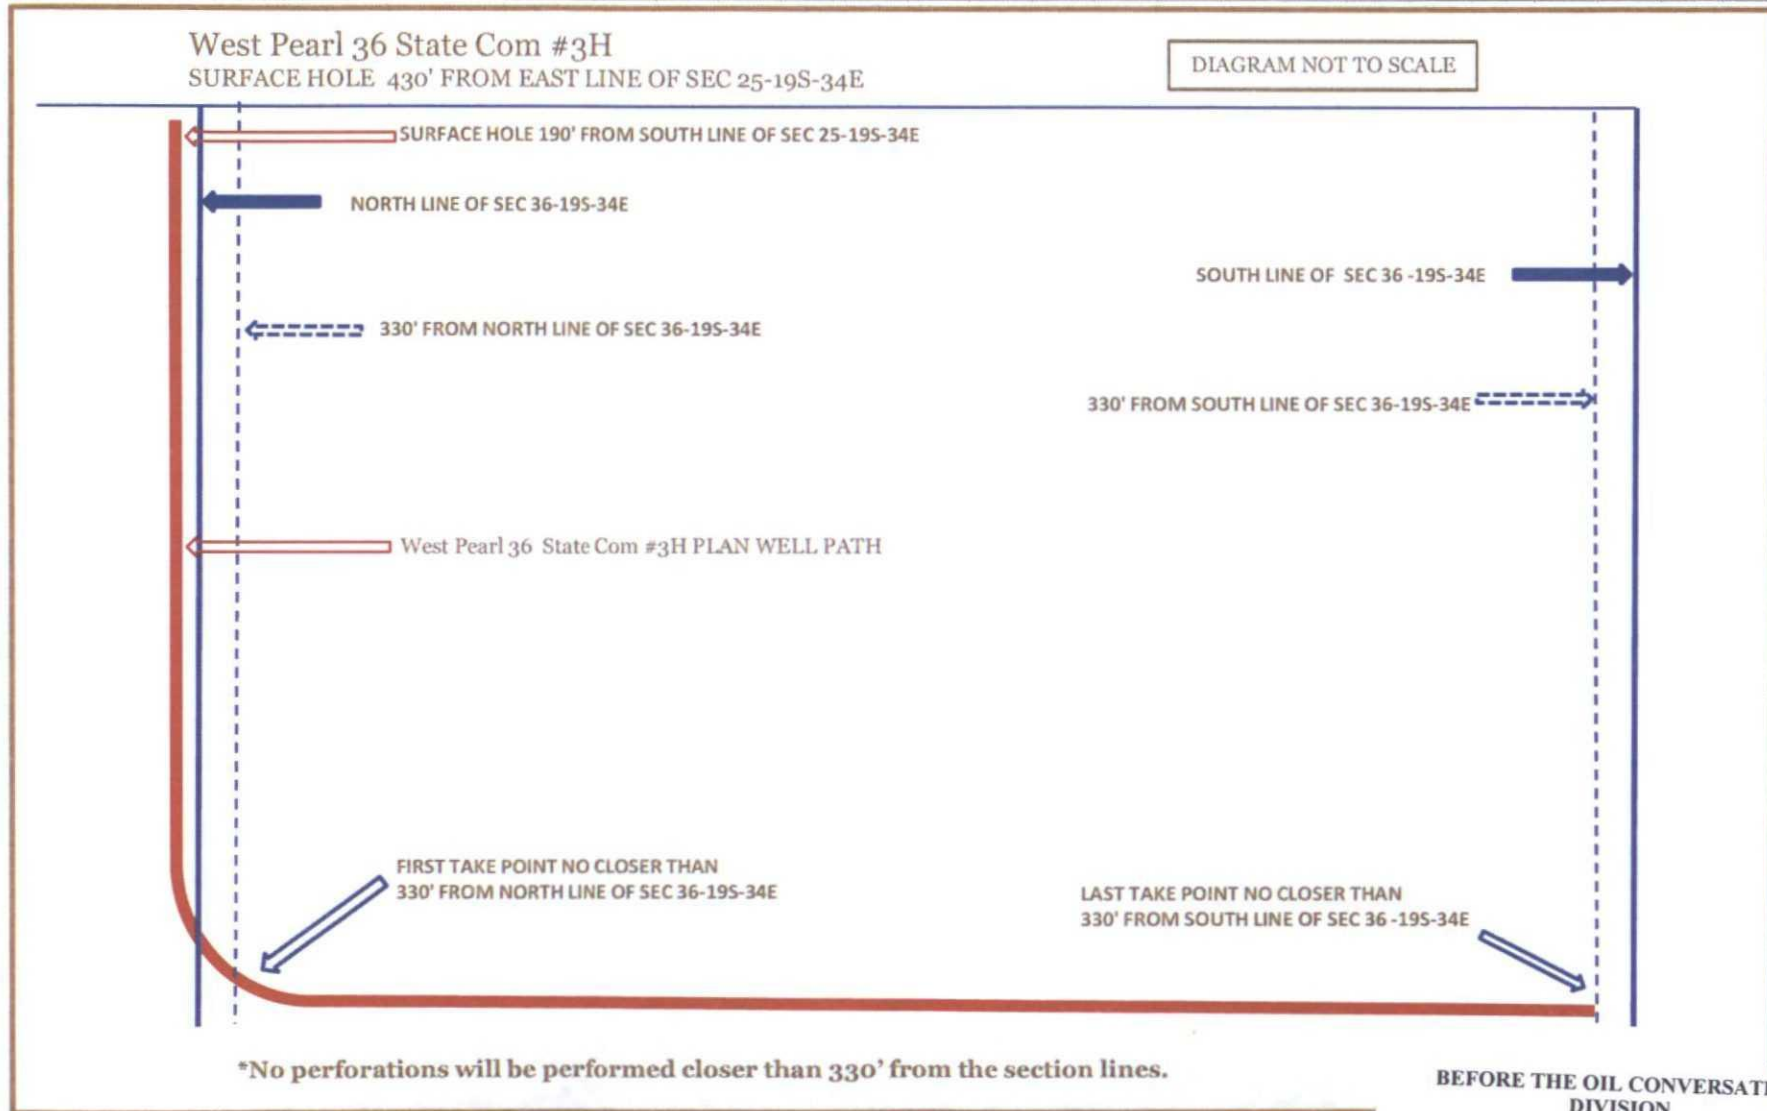 West Pearl 36 State Com #3H
SURFACE HOLE 430' FROM EAST LINE OF SEC 25-19S-34E
DIAGRAM NOT TO SCALE
SURFACE HOLE 190' FROM SOUTH LINE OF SEC 25-19S-34E
NORTH LINE OF SEC 36-19S-34E
SOUTH LINE OF SEC 36 -19S-34E
330' FROM NORTH LINE OF SEC 36-19S-34E
330' FROM SOUTH LINE OF SEC 36-19S-34E
West Pearl 36 State Com #3H PLAN WELL PATH
FIRST TAKE POINT NO CLOSER THAN
330' FROM NORTH LINE OF SEC 36-19S-34E
LAST TAKE POINT NO CLOSER THAN
330' FROM SOUTH LINE OF SEC 36 -19S-34E
*No perforations will be performed closer than 330' from the section lines.
BEFORE THE OIL CONVERSATI
DIVISION